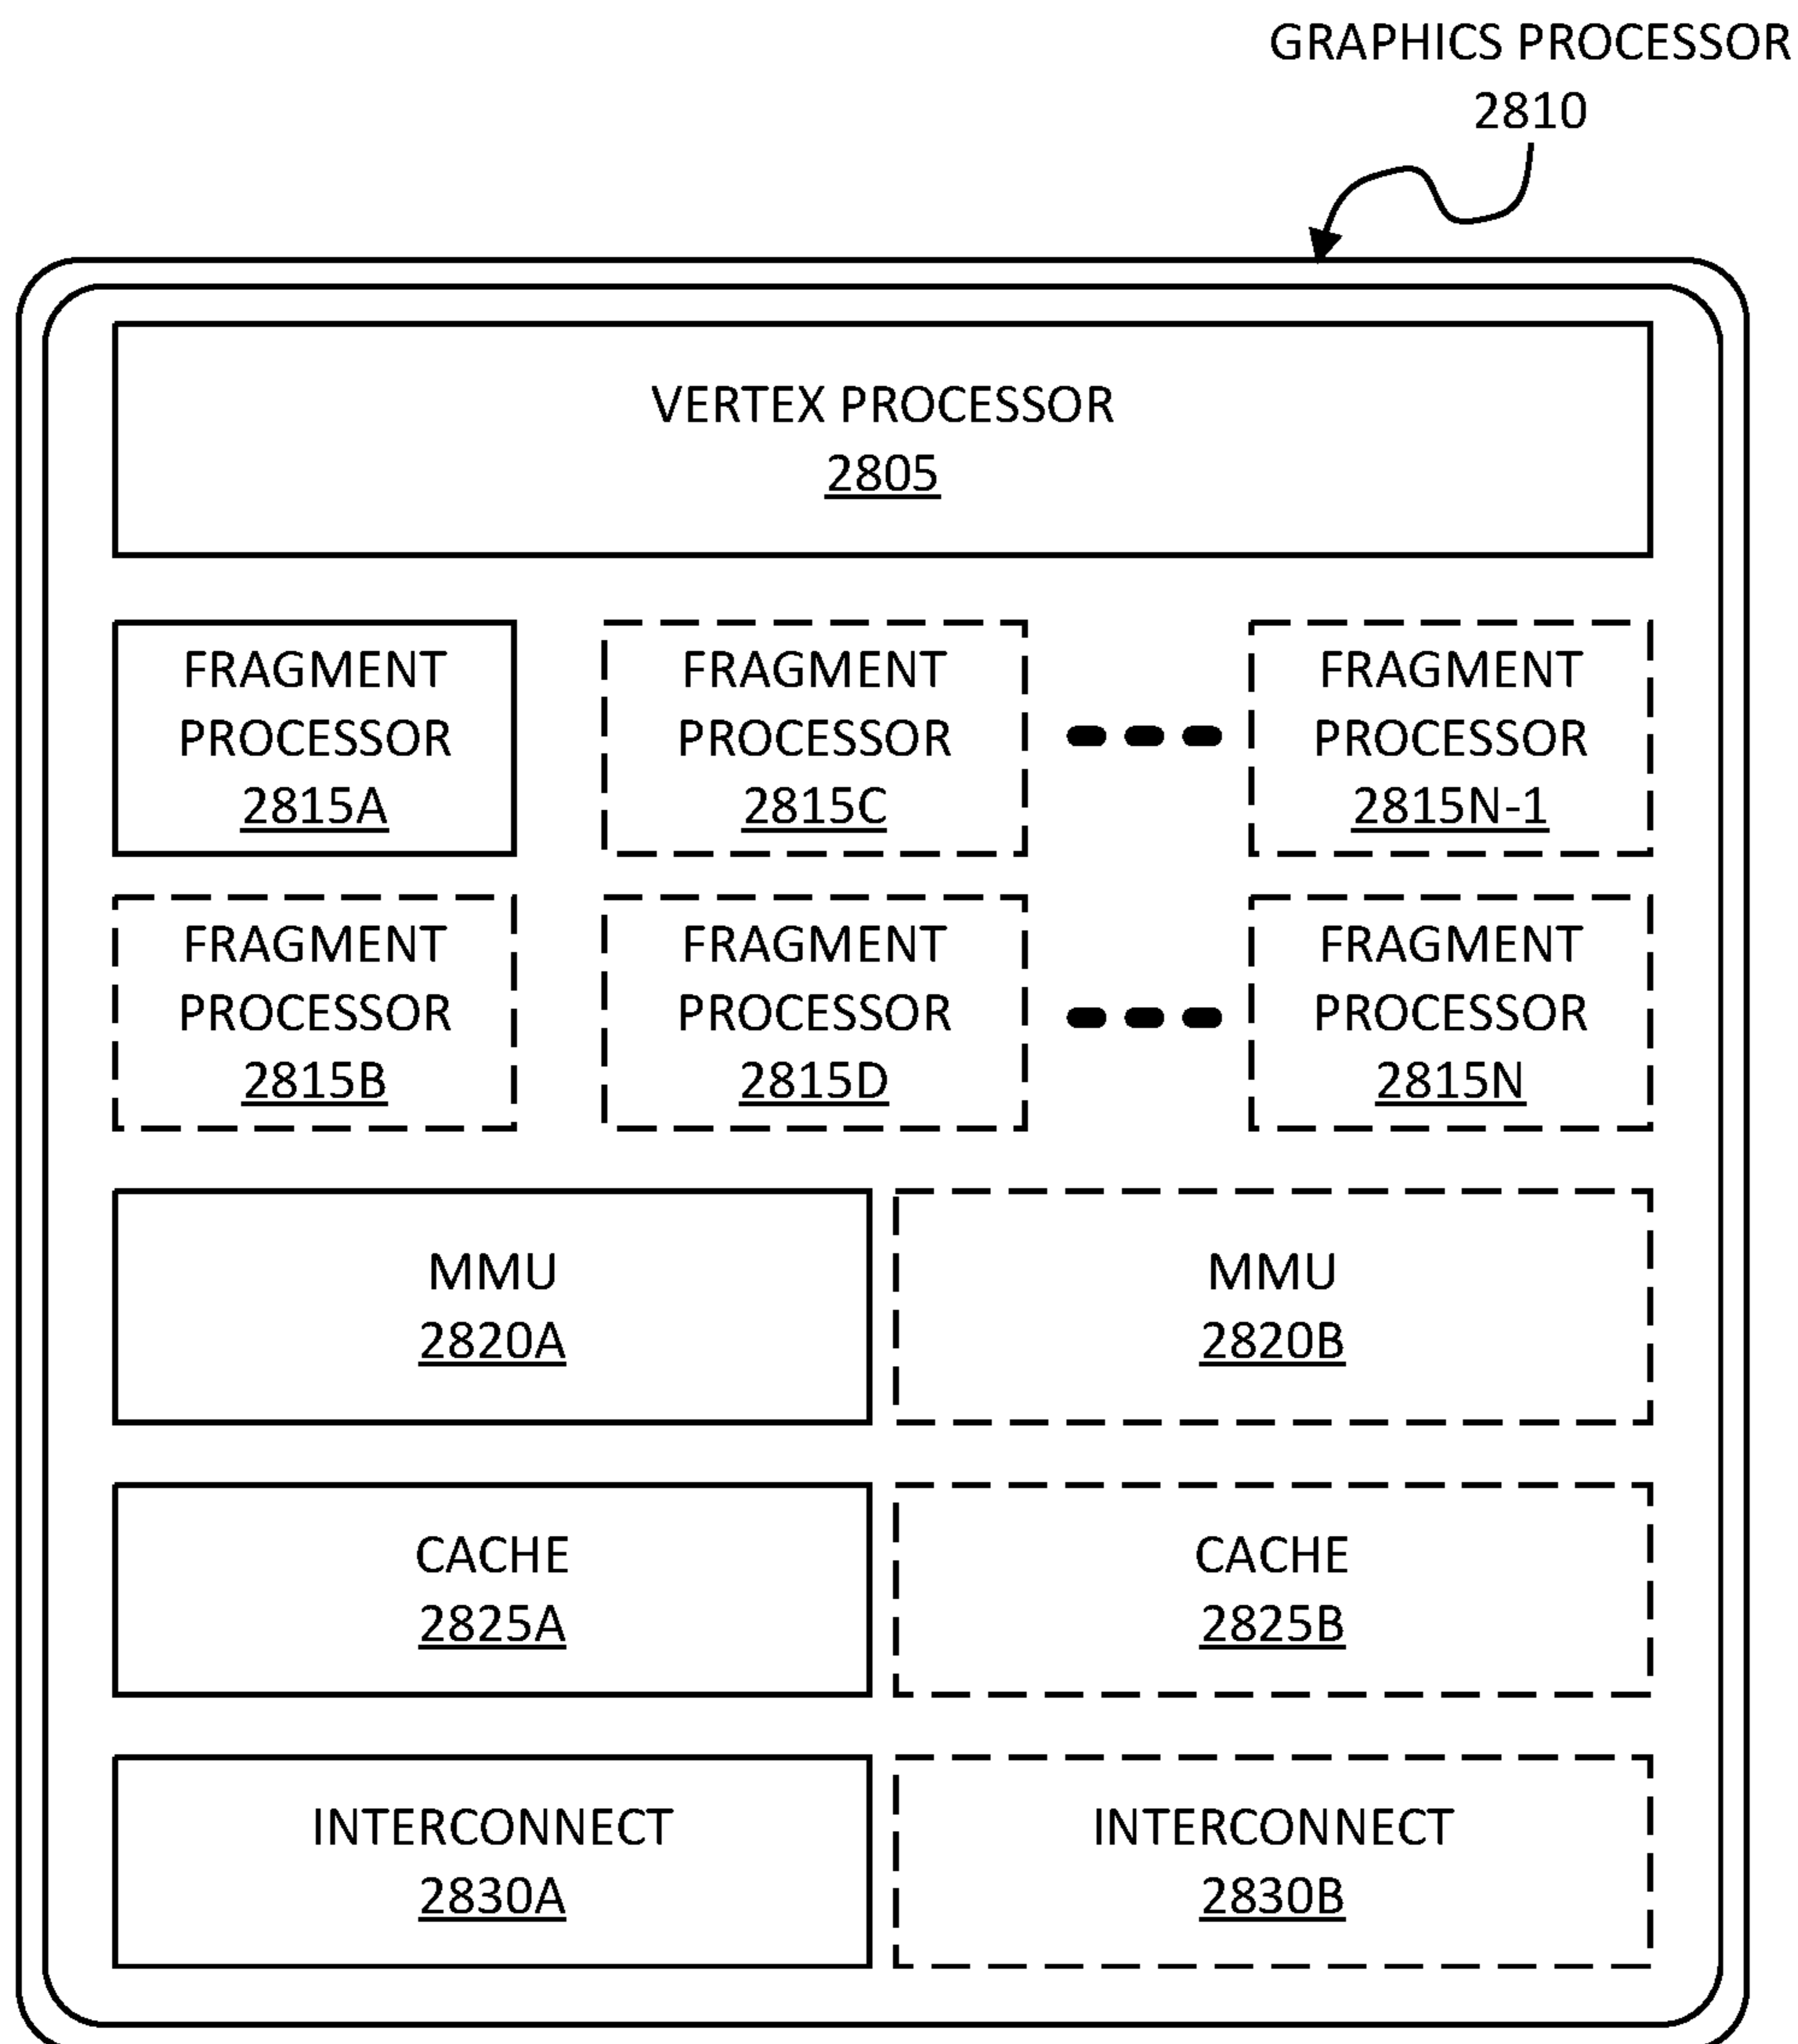 GRAPHICS PROCESSOR
2810
VERTEX PROCESSOR
2805
FRAGMENT
PROCESSOR
2815A
FRAGMENT
PROCESSOR
2815C
FRAGMENT
PROCESSOR
2815N-1
FRAGMENT
PROCESSOR
2815B
FRAGMENT
PROCESSOR
2815D
FRAGMENT
PROCESSOR
2815N
MMU
2820A
MMU
2820B
CACHE
2825A
CACHE
2825B
INTERCONNECT
2830A
INTERCONNECT
2830B